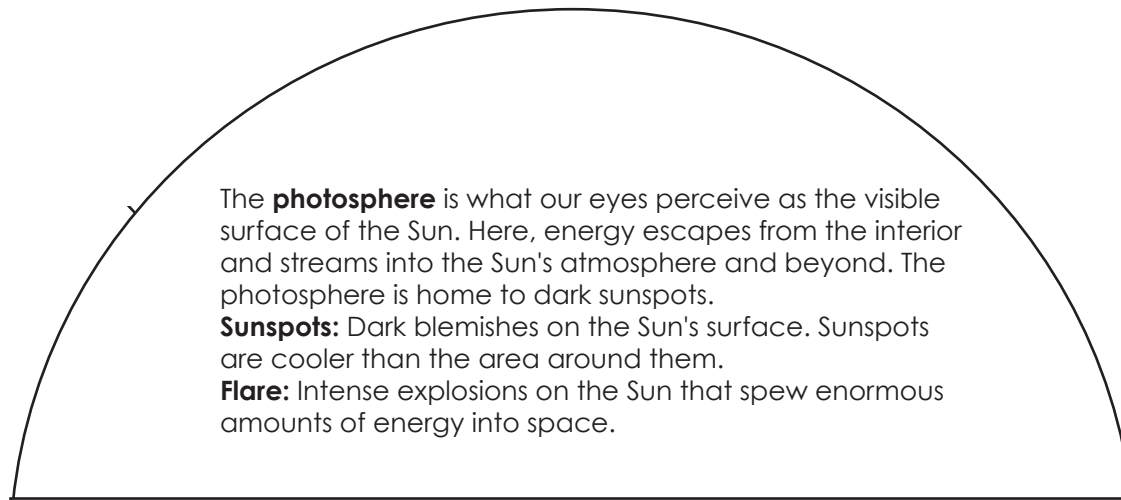 The photosphere is what our eyes perceive as the visible
surface of the Sun. Here, energy escapes from the interior
and streams into the Sun's atmosphere and beyond. The
photosphere is home to dark sunspots.
Sunspots: Dark blemishes on the Sun's surface. Sunspots
are cooler than the area around them.
Flare: Intense explosions on the Sun that spew enormous
amounts of energy into space.